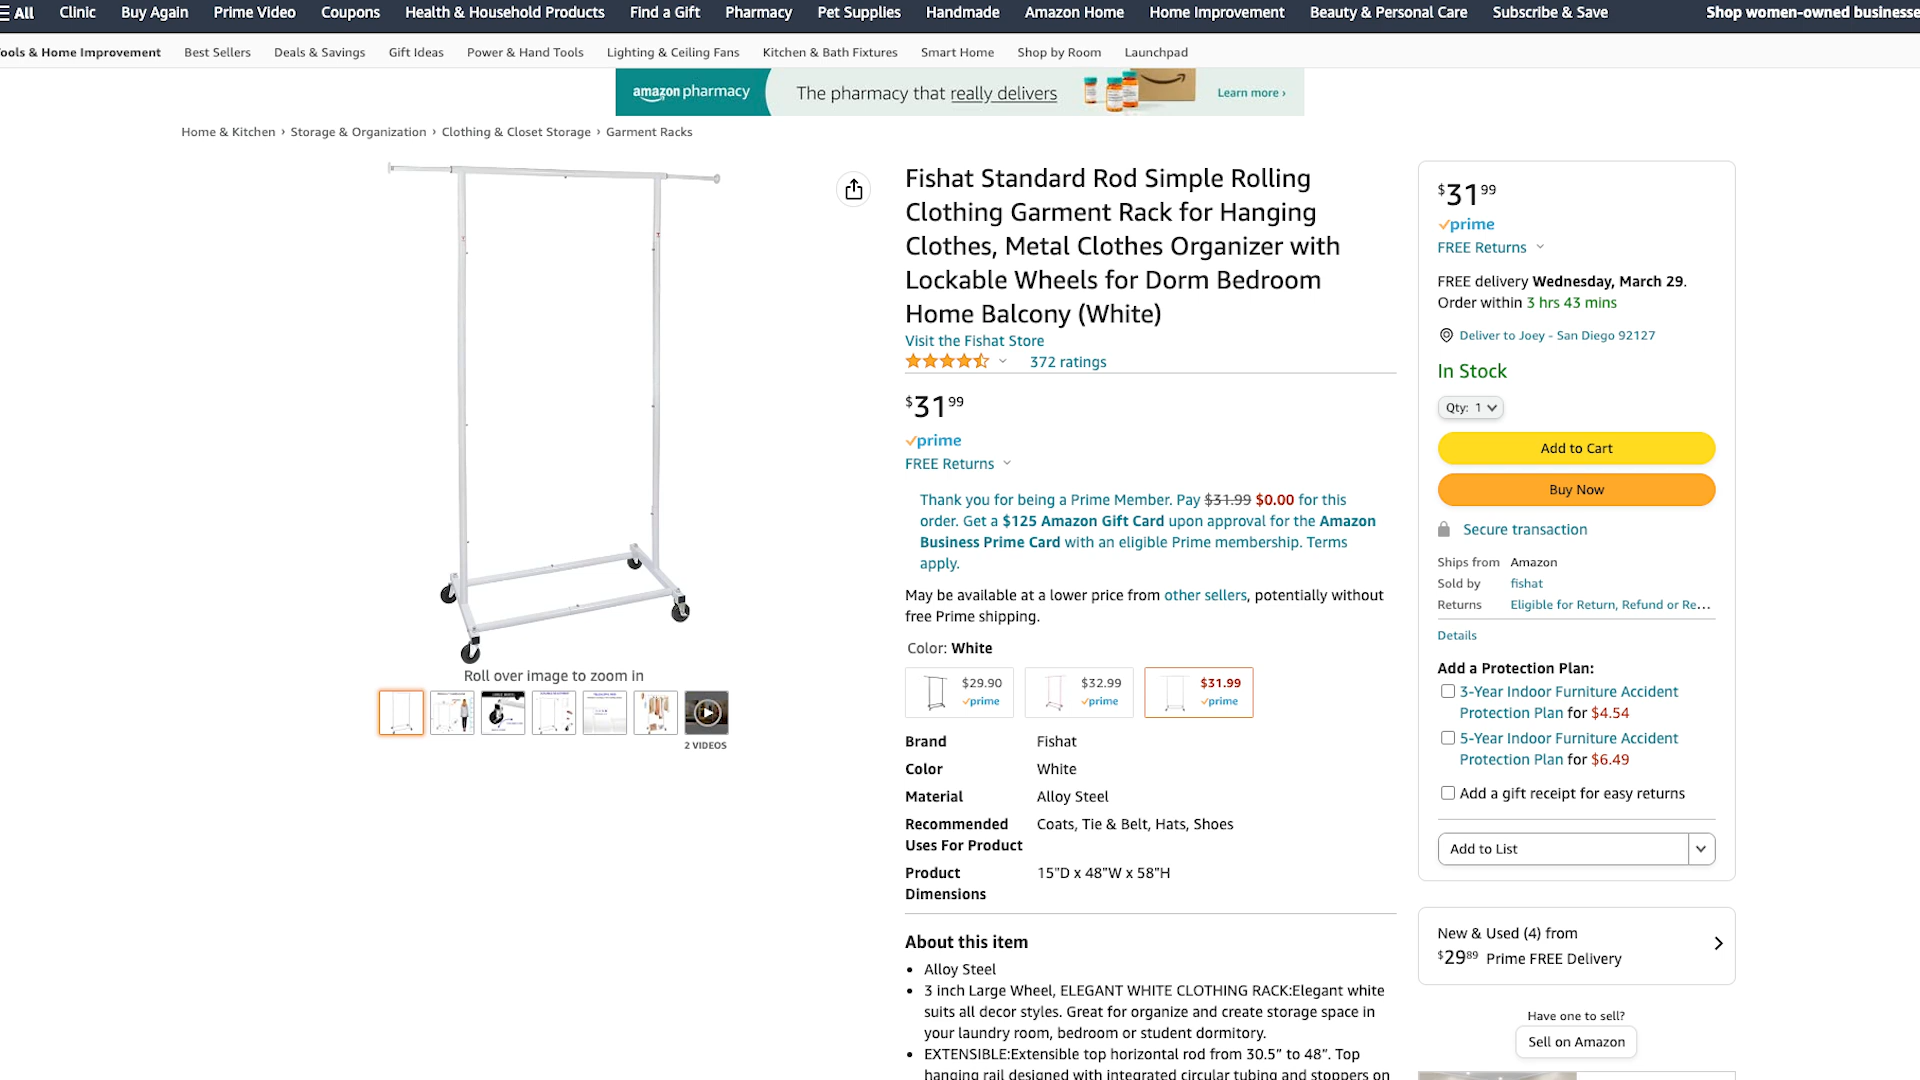 All Clinic Buy Again Prime Video Coupons Health & Household Products Find a Gift Pharmacy Pet Supplies Handmade Amazon Home Home Improvement Beauty & Personal Care Subscribe & Save Shop women-owned businesse
ools & Home Improvement Best Sellers Deals & Savings Gift Ideas Power & Hand Tools Lighting & Ceiling Fans Kitchen & Bath Fixtures Smart Home Shop by Room Launchpad
amazon pharmacy The pharmacy that really delivers Learn more ›
Home & Kitchen › Storage & Organization › Clothing & Closet Storage › Garment Racks
Roll over image to zoom in
2 VIDEOS
Fishat Standard Rod Simple Rolling
Clothing Garment Rack for Hanging
Clothes, Metal Clothes Organizer with
Lockable Wheels for Dorm Bedroom
Home Balcony (White)
Visit the Fishat Store
372 ratings
$31 99
prime
FREE Returns
Thank you for being a Prime Member. Pay $31.99 $0.00 for this
order. Get a $125 Amazon Gift Card upon approval for the Amazon
Business Prime Card with an eligible Prime membership. Terms
apply.
May be available at a lower price from other sellers, potentially without
free Prime shipping.
Color: White
$29.90 $32.99 $31.99
prime prime prime
Brand Fishat
Color White
Material Alloy Steel
Recommended Coats, Tie & Belt, Hats, Shoes
Uses For Product
Product 15"D x 48"W x 58"H
Dimensions
About this item
• Alloy Steel
• 3 inch Large Wheel, ELEGANT WHITE CLOTHING RACK:Elegant white
suits all decor styles. Great for organize and create storage space in
your laundry room, bedroom or student dormitory.
• EXTENSIBLE:Extensible top horizontal rod from 30.5” to 48”. Top
hanging rail designed with integrated circular tubing and stoppers on
$31 99
prime
FREE Returns
FREE delivery Wednesday, March 29.
Order within 3 hrs 43 mins
Deliver to Joey - San Diego 92127
In Stock
Qty: 1
Add to Cart
Buy Now
Secure transaction
Ships from Amazon
Sold by fishat
Returns Eligible for Return, Refund or Re...
Details
Add a Protection Plan:
3-Year Indoor Furniture Accident
Protection Plan for $4.54
5-Year Indoor Furniture Accident
Protection Plan for $6.49
Add a gift receipt for easy returns
Add to List
New & Used (4) from
$29 89 Prime FREE Delivery
Have one to sell?
Sell on Amazon